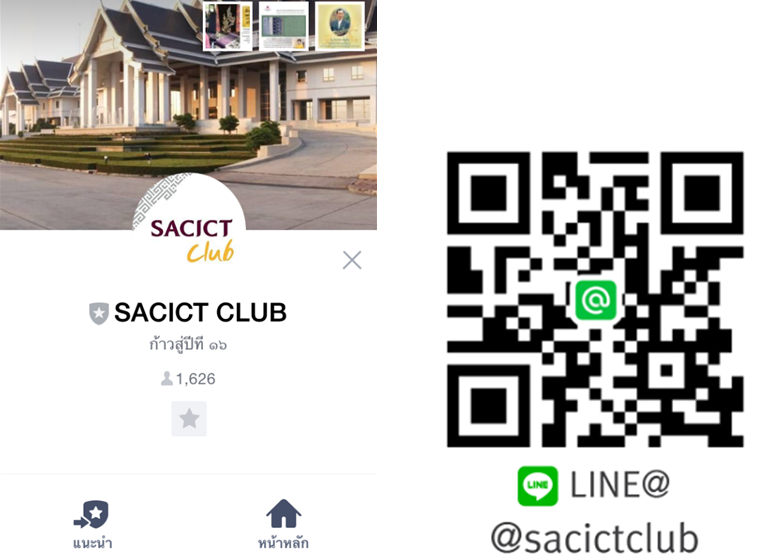 SACICT
Club
SACICT CLUB
ก้าวสู่ปีที่ ๑๖
1,626
แนะนำ
หน้าหลัก
LINE
LINE@
@sacictclub